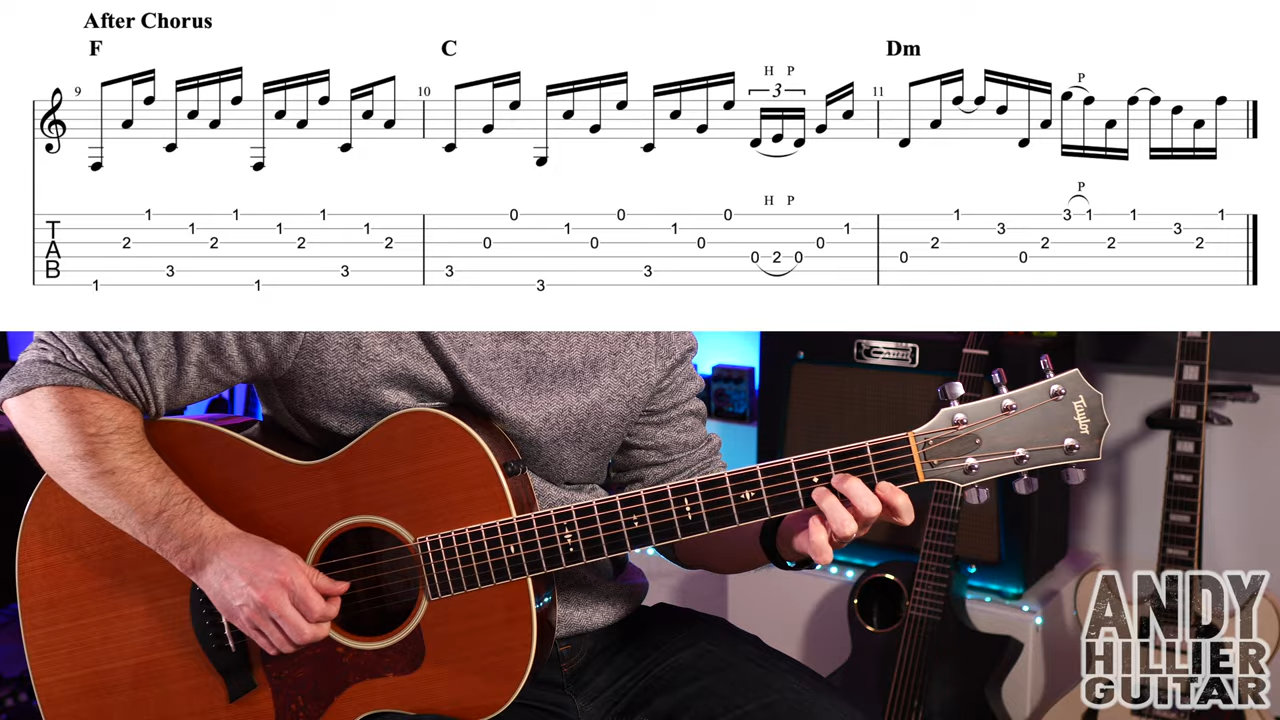 After Chorus
F C Dm
9 10 11
H P P
3
H P P
1 1 1 0 0 0 3 1 1 1
1 1 1 1 1 1 1 3 3
2 2 2 2 0 0 0 0 2 2 2 2
0 2 0 0 0
3 3 3 3
1 1 3
T
A
B
Taylor
ANDY
HILLIER
GUITAR